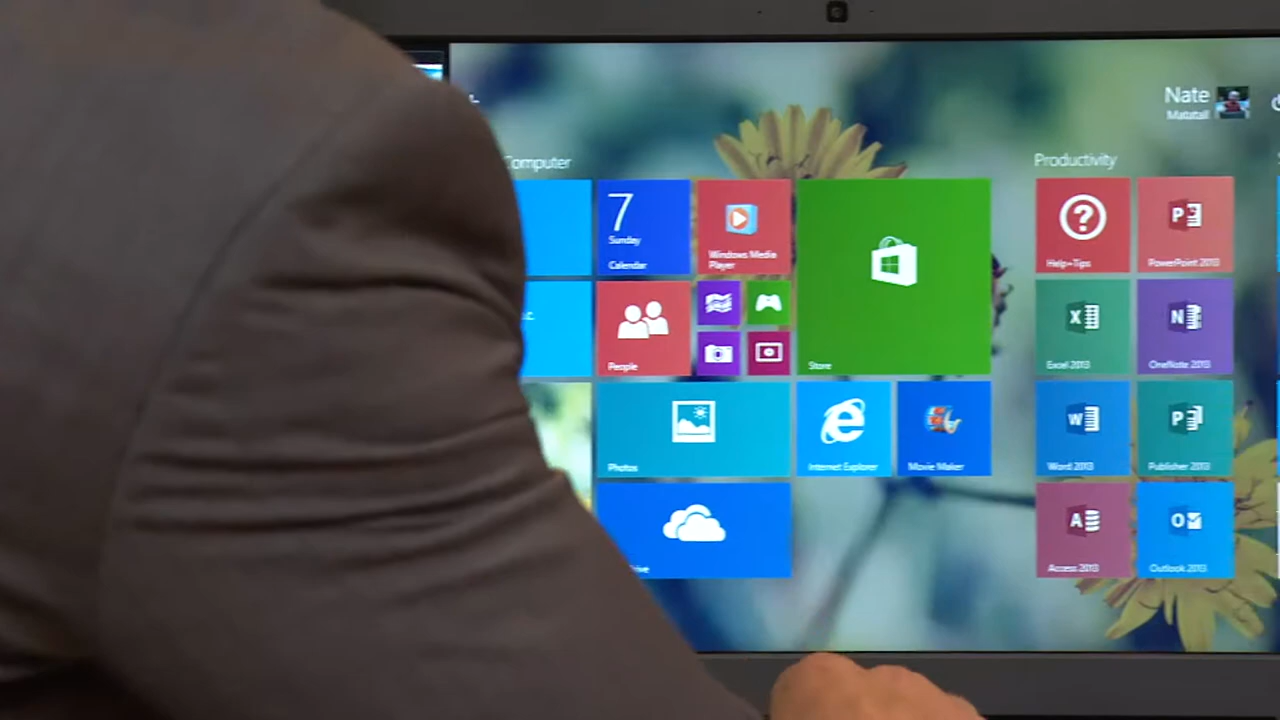 Nate
Matatall
Computer
Productivity
7
Sunday
Calendar
Windows Media
Player
Help+Tips
PowerPoint 2013
People
Store
Excel 2013
OneNote 2013
Photos
Internet Explorer
Movie Maker
Word 2013
Publisher 2013
Access 2013
Outlook 2013